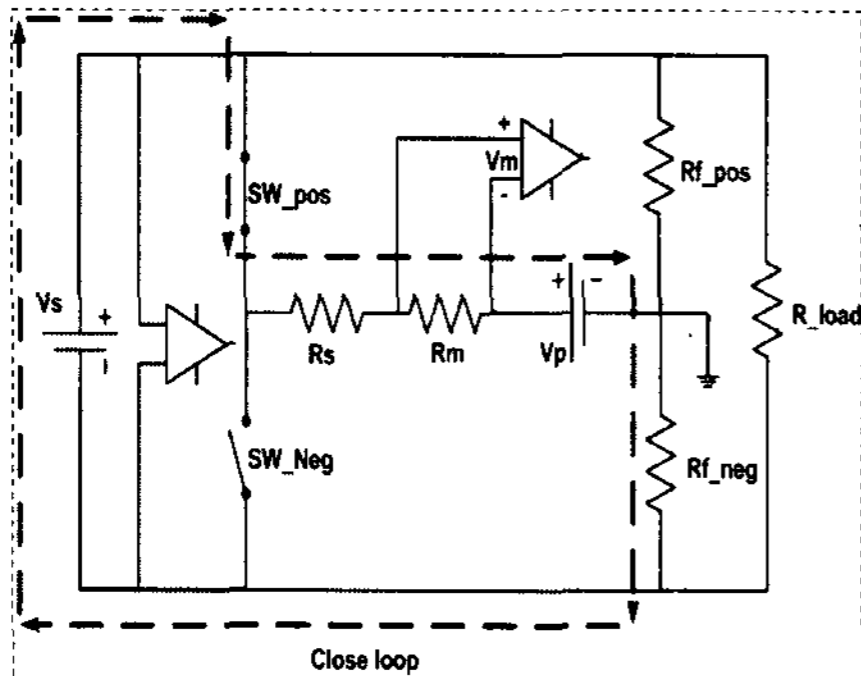 +
Vm
-
Rf_pos
SW_pos
Vs
+
-
+ -
R_load
Rs
Rm
Vp
SW_Neg
Rf_neg
Close loop